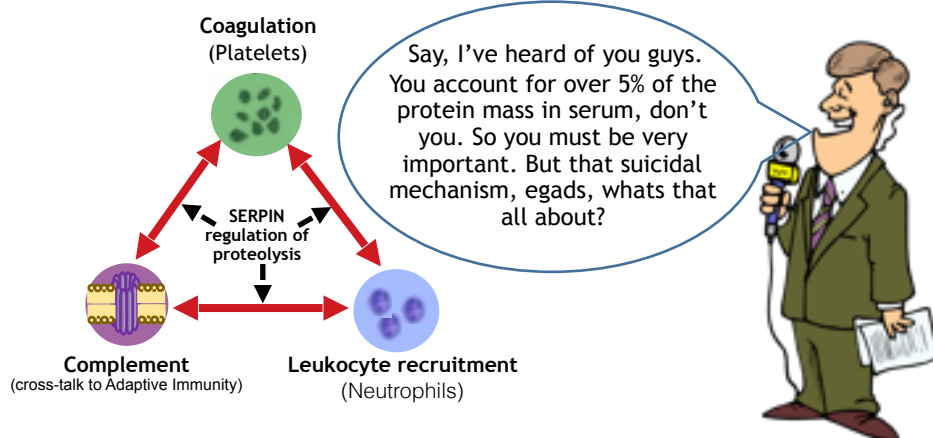 Coagulation
(Platelets)
Say, I’ve heard of you guys.
You account for over 5% of the
protein mass in serum, don’t
you. So you must be very
important. But that suicidal
mechanism, egads, whats that
all about?
SERPIN
regulation of
proteolysis
Complement
(cross-talk to Adaptive Immunity)
Leukocyte recruitment
(Neutrophils)